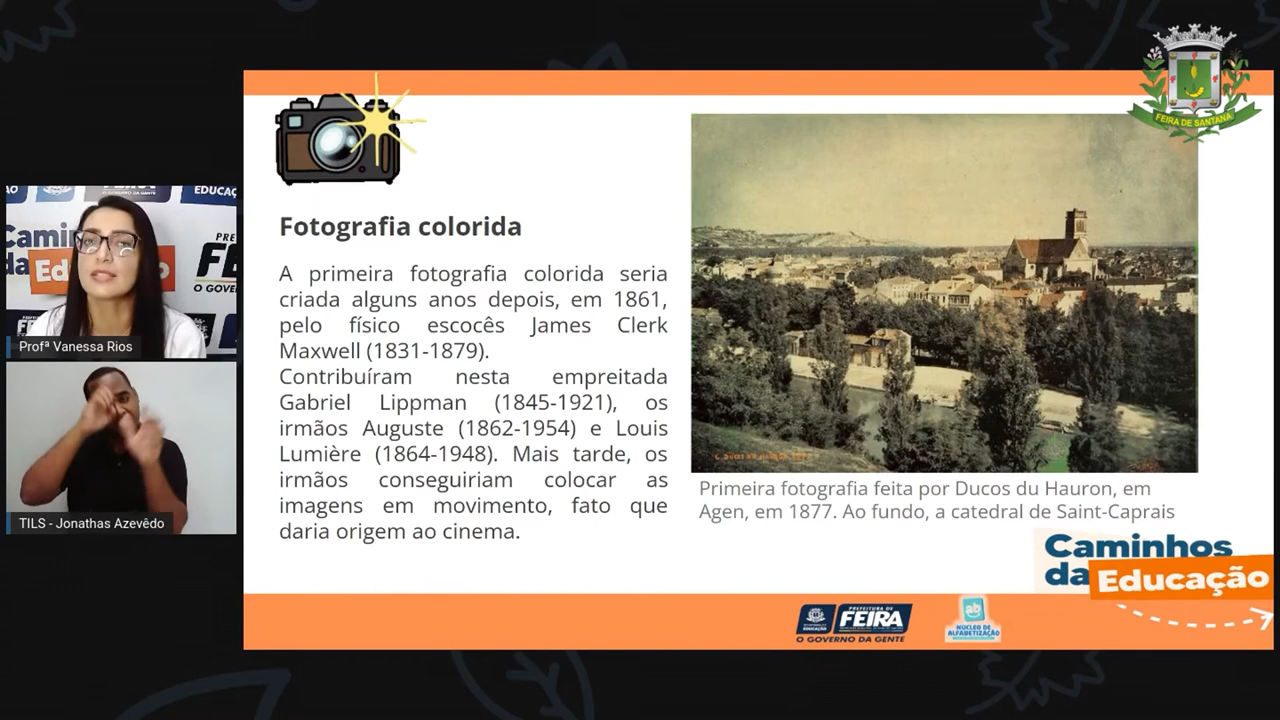 FEIRA DE SANTANA
Fotografia colorida
A primeira fotografia colorida seria
criada alguns anos depois, em 1861,
pelo físico escocês James Clerk
Maxwell (1831-1879).
Contribuíram nesta empreitada
Gabriel Lippman (1845-1921), os
irmãos Auguste (1862-1954) e Louis
Lumière (1864-1948). Mais tarde, os
irmãos conseguiriam colocar as
imagens em movimento, fato que
daria origem ao cinema.
Primeira fotografia feita por Ducos du Hauron, em
Agen, em 1877. Ao fundo, a catedral de Saint-Caprais
Profª Vanessa Rios
TILS - Jonathas Azevêdo
Caminhos
da Educação
PREFEITURA DE
FEIRA
O GOVERNO DA GENTE
ab
NÚCLEO DE
ALFABETIZAÇÃO